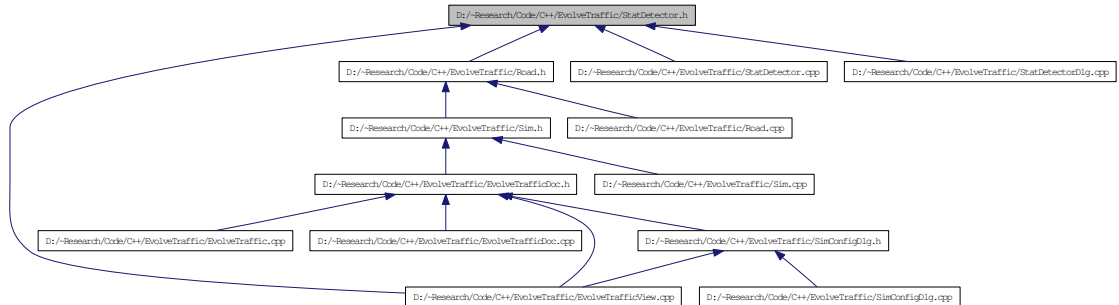 D:/~Research/Code/C++/EvolveTraffic/StatDetector.h
D:/~Research/Code/C++/EvolveTraffic/Road.h
D:/~Research/Code/C++/EvolveTraffic/StatDetector.cpp
D:/~Research/Code/C++/EvolveTraffic/StatDetectorDlg.cpp
D:/~Research/Code/C++/EvolveTraffic/Sim.h
D:/~Research/Code/C++/EvolveTraffic/Road.cpp
D:/~Research/Code/C++/EvolveTraffic/EvolveTrafficDoc.h
D:/~Research/Code/C++/EvolveTraffic/Sim.cpp
D:/~Research/Code/C++/EvolveTraffic/EvolveTraffic.cpp
D:/~Research/Code/C++/EvolveTraffic/EvolveTrafficDoc.cpp
D:/~Research/Code/C++/EvolveTraffic/SimConfigDlg.h
D:/~Research/Code/C++/EvolveTraffic/EvolveTrafficView.cpp
D:/~Research/Code/C++/EvolveTraffic/SimConfigDlg.cpp